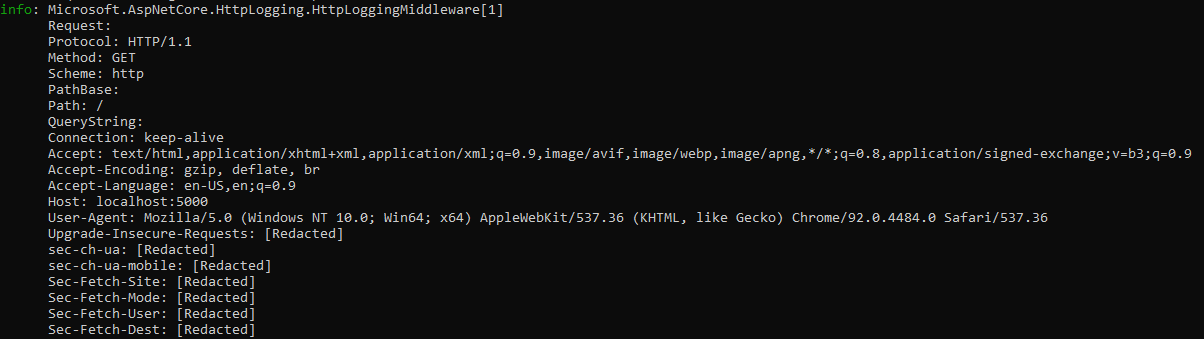 info: Microsoft.AspNetCore.HttpLogging.HttpLoggingMiddleware[1]
Request:
Protocol: HTTP/1.1
Method: GET
Scheme: http
PathBase:
Path: /
QueryString:
Connection: keep-alive
Accept: text/html,application/xhtml+xml,application/xml;q=0.9,image/avif,image/webp,image/apng,*/*;q=0.8,application/signed-exchange;v=b3;q=0.9
Accept-Encoding: gzip, deflate, br
Accept-Language: en-US,en;q=0.9
Host: localhost:5000
User-Agent: Mozilla/5.0 (Windows NT 10.0; Win64; x64) AppleWebKit/537.36 (KHTML, like Gecko) Chrome/92.0.4484.0 Safari/537.36
Upgrade-Insecure-Requests: [Redacted]
sec-ch-ua: [Redacted]
sec-ch-ua-mobile: [Redacted]
Sec-Fetch-Site: [Redacted]
Sec-Fetch-Mode: [Redacted]
Sec-Fetch-User: [Redacted]
Sec-Fetch-Dest: [Redacted]